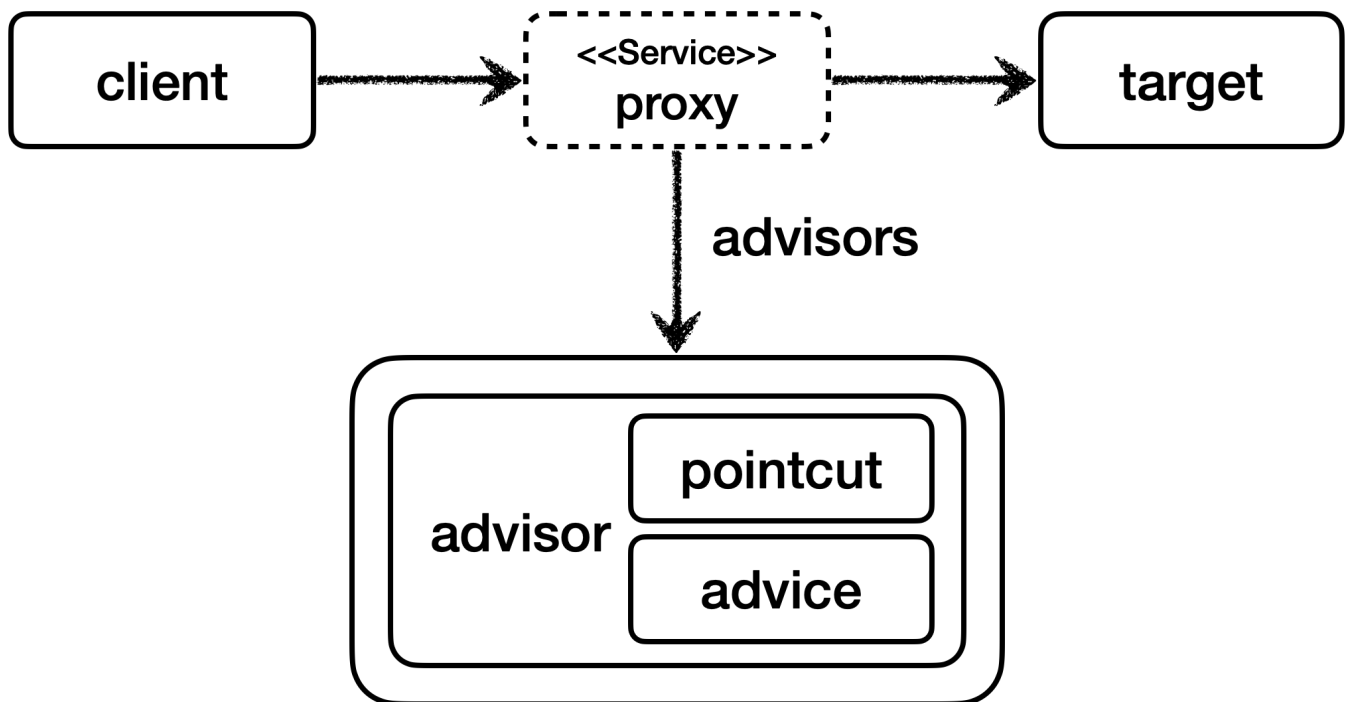 client
<<Service>>
proxy
target
advisors
advisor
pointcut
advice